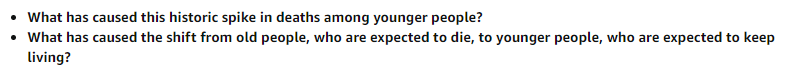 • What has caused this historic spike in deaths among younger people?
• What has caused the shift from old people, who are expected to die, to younger people, who are expected to keep
living?